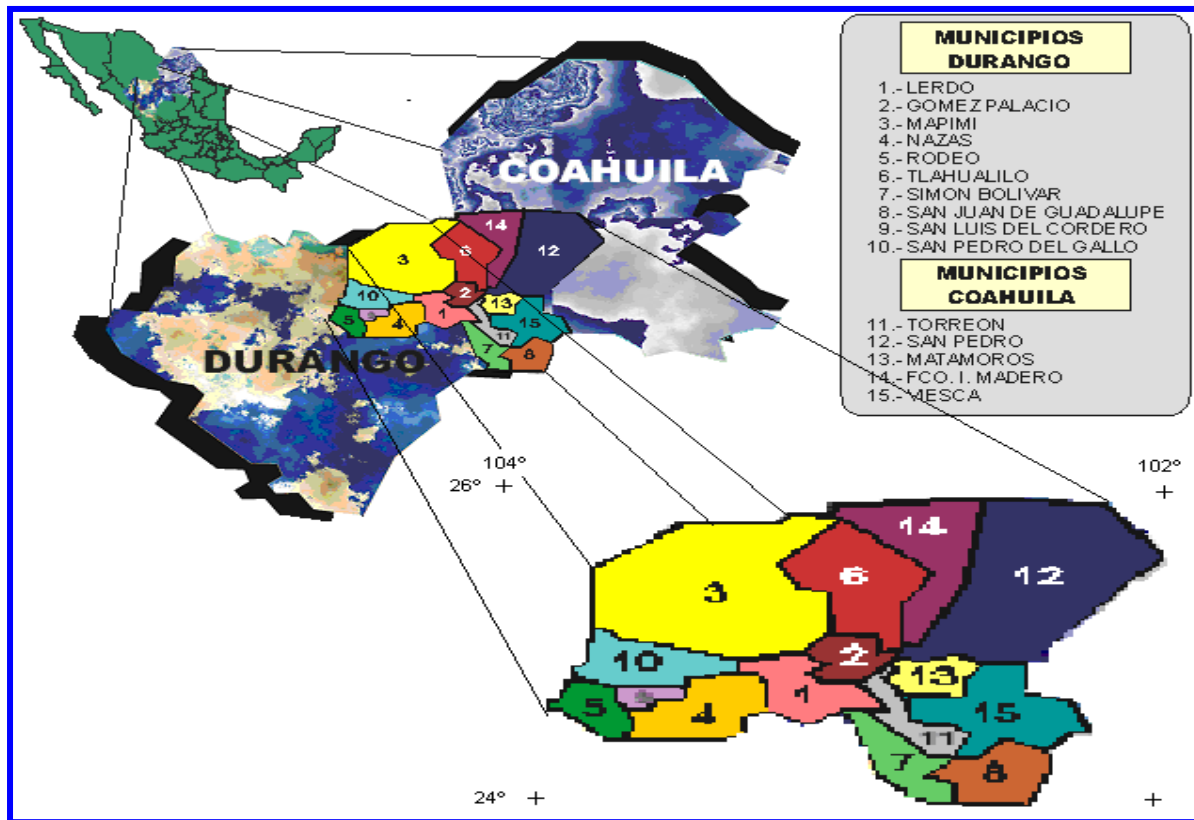 MUNICIPIOS
DURANGO
1.- LERDO
2.- GOMEZ PALACIO
3.- MAPIMI
4.- NAZAS
5.- RODEO
6.- TLAHUALILO
7.- SIMON BOLIVAR
8.- SAN JUAN DE GUADALUPE
9.- SAN LUIS DEL CORDERO
10.- SAN PEDRO DEL GALLO
MUNICIPIOS
COAHUILA
11.- TORREON
12.- SAN PEDRO
13.- MATAMOROS
14.- FCO. I. MADERO
15.- VIESCA
COAHUILA
14
3
6
12
10
2
13
5
4
1
15
11
7
8
DURANGO
104°
26°
102°
14
3
6
12
10
2
13
5
4
1
15
11
7
8
24°